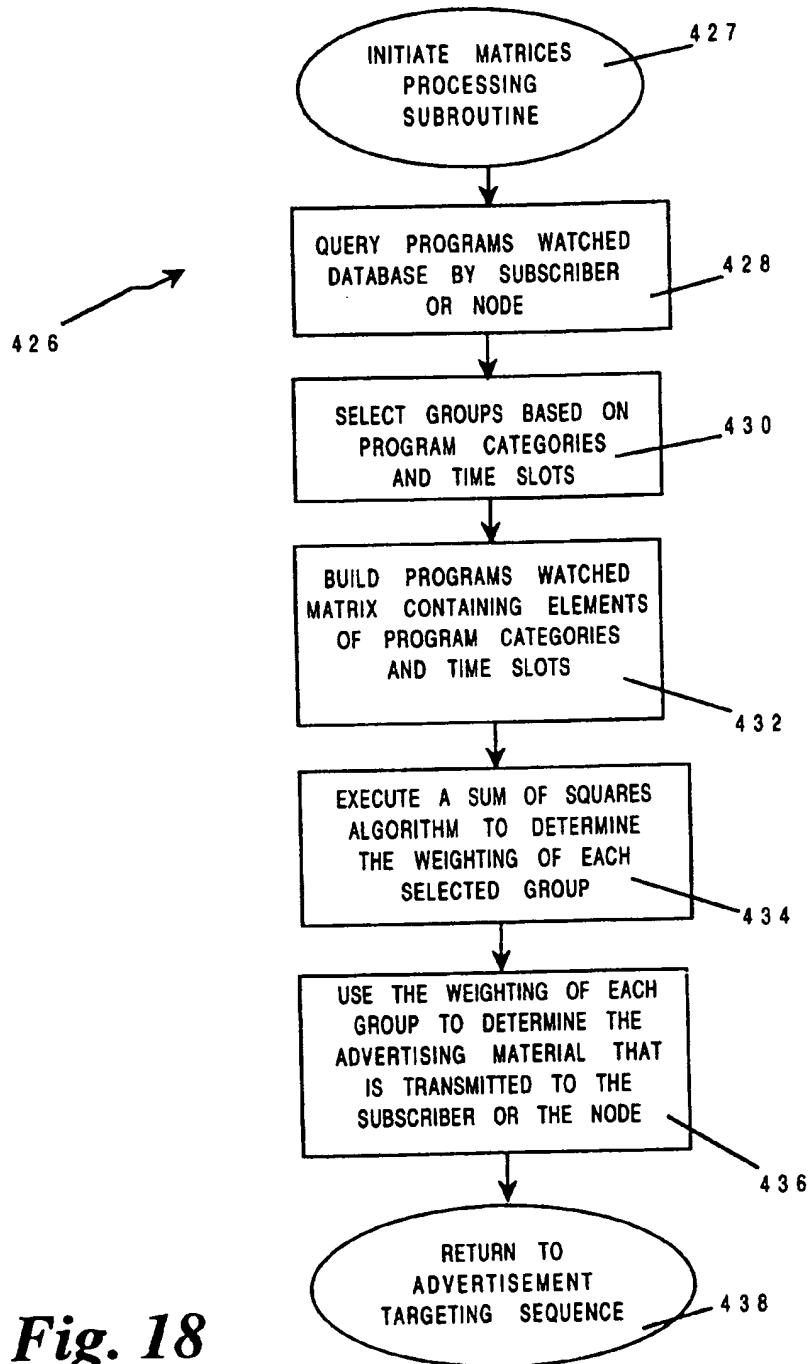 INITIATE MATRICES
PROCESSING
SUBROUTINE
427
QUERY PROGRAMS WATCHED
DATABASE BY SUBSCRIBER
OR NODE
428
426
SELECT GROUPS BASED ON
PROGRAM CATEGORIES
AND TIME SLOTS
430
BUILD PROGRAMS WATCHED
MATRIX CONTAINING ELEMENTS
OF PROGRAM CATEGORIES
AND TIME SLOTS
432
EXECUTE A SUM OF SQUARES
ALGORITHM TO DETERMINE
THE WEIGHTING OF EACH
SELECTED GROUP
434
USE THE WEIGHTING OF EACH
GROUP TO DETERMINE THE
ADVERTISING MATERIAL THAT
IS TRANSMITTED TO THE
SUBSCRIBER OR THE NODE
436
RETURN TO
ADVERTISEMENT
TARGETING SEQUENCE
438
Fig. 18